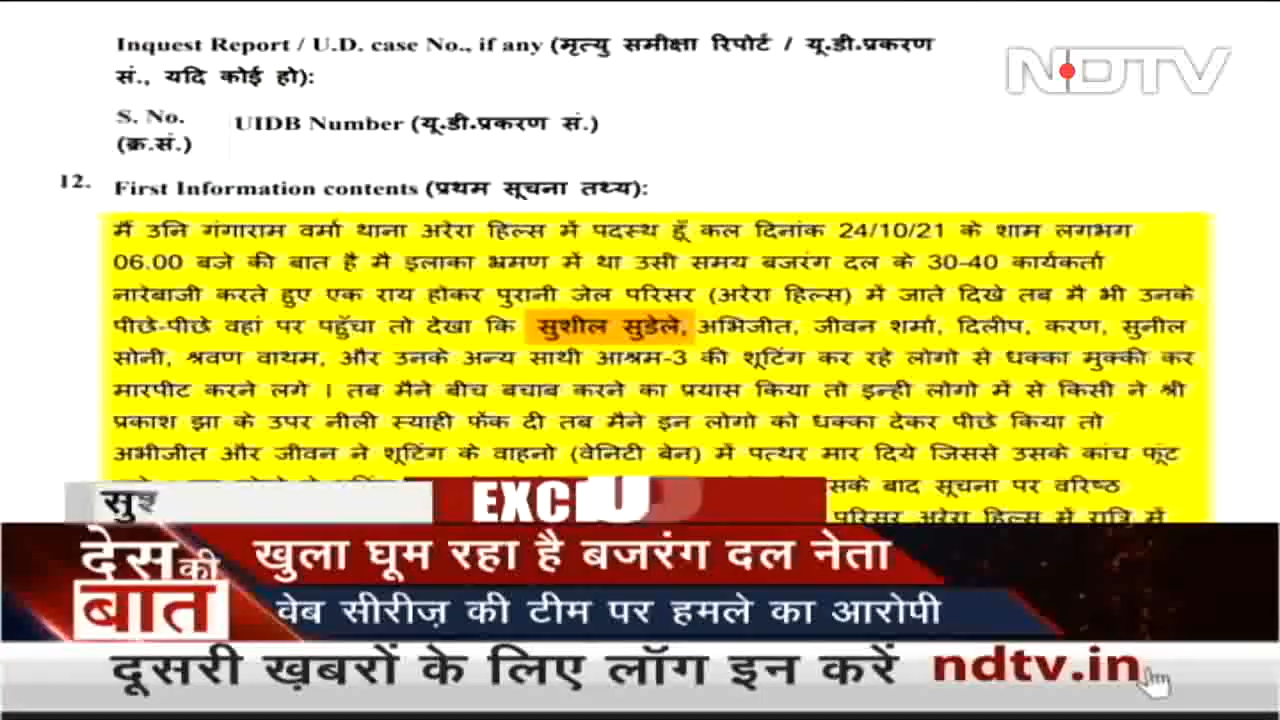 Inquest Report / U.D. case No., if any (मृत्यु समीक्षा रिपोर्ट / यू.डी.प्रकरण
सं., यदि कोई हो):
NDTV
S. No.
(क्र.सं.)
UIDB Number (यू.डी.प्रकरण सं.)
12. First Information contents (प्रथम सूचना तथ्य):
मैं उनि गंगाराम वर्मा थाना अरेरा हिल्स में पदस्थ हूँ कल दिनांक 24/10/21 के शाम लगभग
06.00 बजे की बात है मै इलाका भ्रमण में था उसी समय बजरंग दल के 30-40 कार्यकर्ता
नारेबाजी करते हुए एक राय होकर पुरानी जेल परिसर (अरेरा हिल्स) में जाते दिखे तब मै भी उनके
पीछे-पीछे वहां पर पहुँचा तो देखा कि सुशील सुडेले, अभिजीत, जीवन शर्मा, दिलीप, करण, सुनील
सोनी, श्रवण वाथम, और उनके अन्य साथी आश्रम-3 की शूटिंग कर रहे लोगो से धक्का मुक्की कर
मारपीट करने लगे । तब मैने बीच बचाब करने का प्रयास किया तो इन्ही लोगो में से किसी ने श्री
प्रकाश झा के उपर नीली स्याही फेंक दी तब मैने इन लोगो को धक्का देकर पीछे किया तो
अभीजीत और जीवन ने शूटिंग के वाहनो (वेनिटी बेन) में पत्थर मार दिये जिससे उसके कांच फूंट
सके बाद सूचना पर वरिष्ठ
परिसर अरेरा हिल्स में रात्रि में
सुश
EXCLUS
देस की बात
खुला घूम रहा है बजरंग दल नेता
वेब सीरीज़ की टीम पर हमले का आरोपी
दूसरी ख़बरों के लिए लॉग इन करें ndtv.in